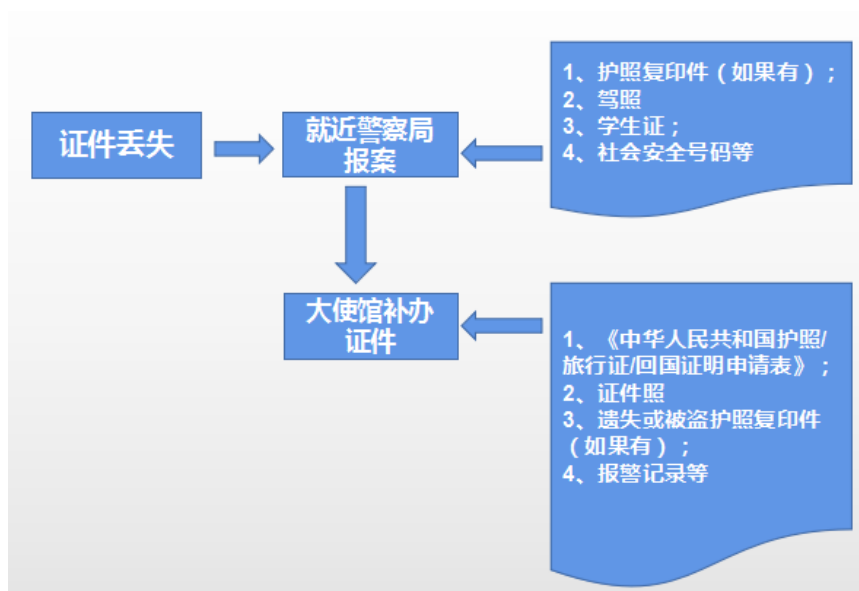 证件丢失
就近警察局
报案
1、护照复印件（如果有）；
2、驾照
3、学生证；
4、社会安全号码等
大使馆补办
证件
1、《中华人民共和国护照/
旅行证/回国证明申请表》；
2、证件照
3、遗失或被盗护照复印件
（如果有）；
4、报警记录等